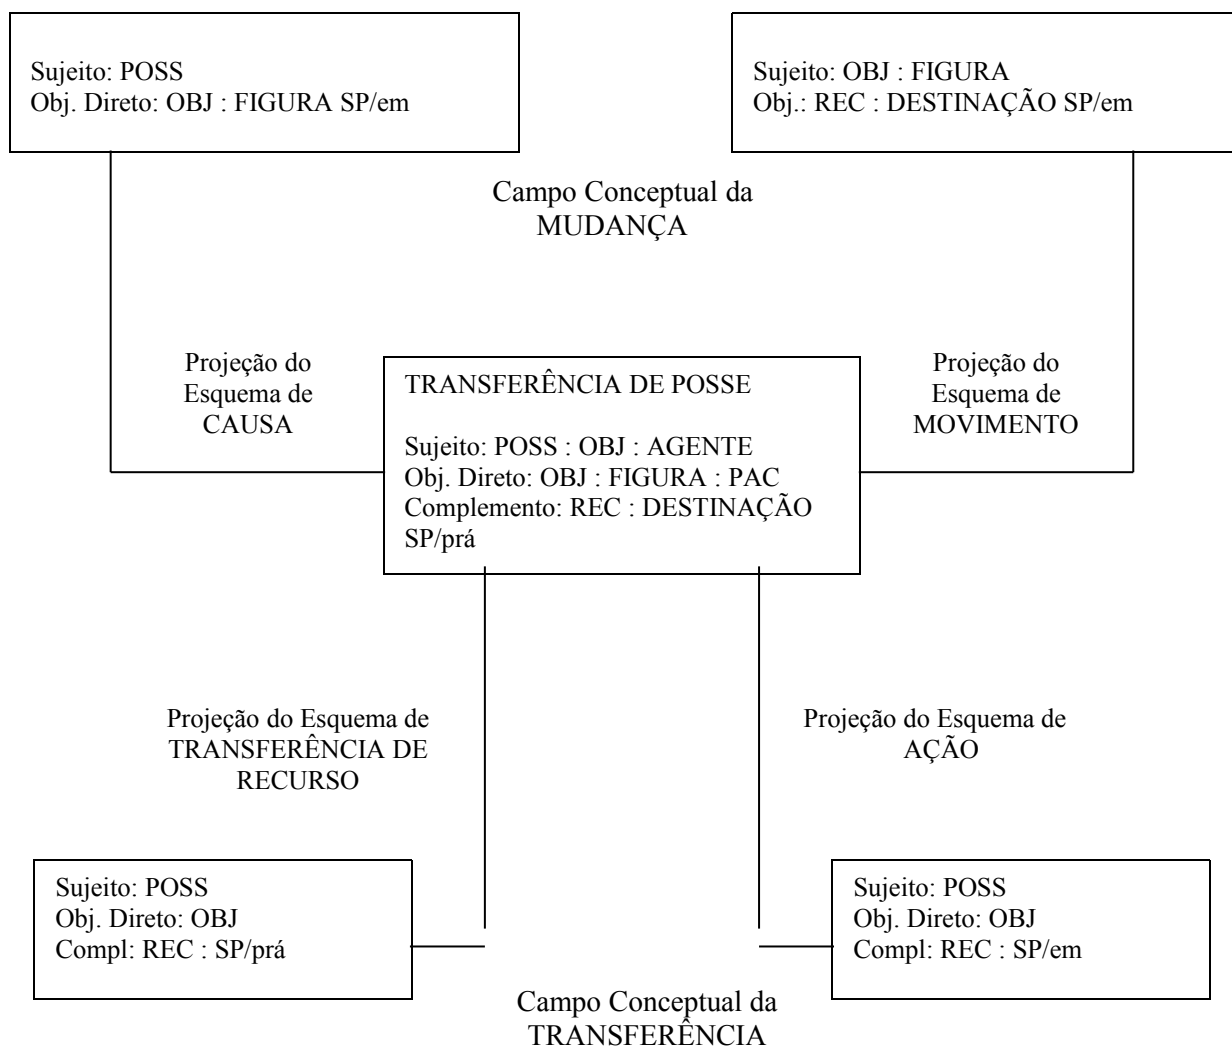 Sujeito: POSS
Obj. Direto: OBJ : FIGURA SP/em
Sujeito: OBJ : FIGURA
Obj.: REC : DESTINAÇÃO SP/em
Campo Conceptual da
MUDANÇA
Projeção do
Esquema de
CAUSA
TRANSFERÊNCIA DE POSSE
Sujeito: POSS : OBJ : AGENTE
Obj. Direto: OBJ : FIGURA : PAC
Complemento: REC : DESTINAÇÃO
SP/prá
Projeção do
Esquema de
MOVIMENTO
Projeção do Esquema de
TRANSFERÊNCIA DE
RECURSO
Projeção do Esquema de
AÇÃO
Sujeito: POSS
Obj. Direto: OBJ
Compl: REC : SP/prá
Sujeito: POSS
Obj. Direto: OBJ
Compl: REC : SP/em
Campo Conceptual da
TRANSFERÊNCIA